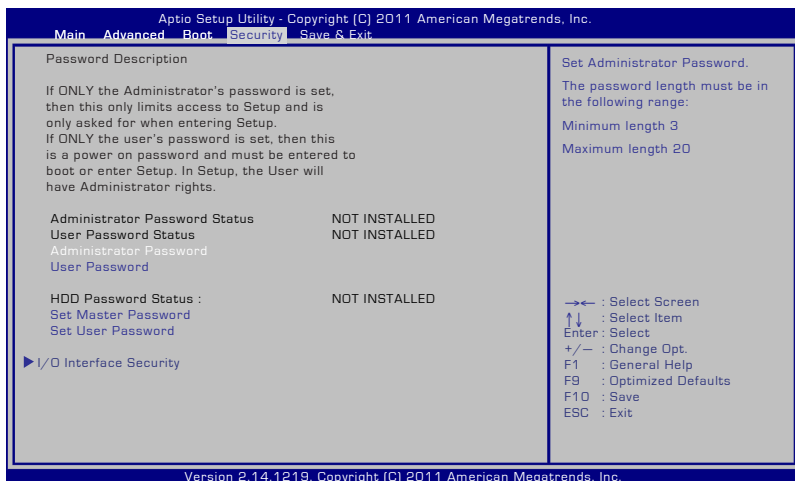 Aptio Setup Utility - Copyright (C) 2011 American Megatrends, Inc.
Main Advanced Boot Security Save & Exit
Password Description
If ONLY the Administrator's password is set,
then this only limits access to Setup and is
only asked for when entering Setup.
If ONLY the user's password is set, then this
is a power on password and must be entered to
boot or enter Setup. In Setup, the User will
have Administrator rights.
Administrator Password Status NOT INSTALLED
User Password Status NOT INSTALLED
Administrator Password
User Password
HDD Password Status : NOT INSTALLED
Set Master Password
Set User Password
I/O Interface Security
Set Administrator Password.
The password length must be in
the following range:
Minimum length 3
Maximum length 20
→← : Select Screen
↑↓ : Select Item
Enter : Select
+/— : Change Opt.
F1 : General Help
F9 : Optimized Defaults
F10 : Save
ESC : Exit
Version 2.14.1219. Copyright (C) 2011 American Megatrends, Inc.